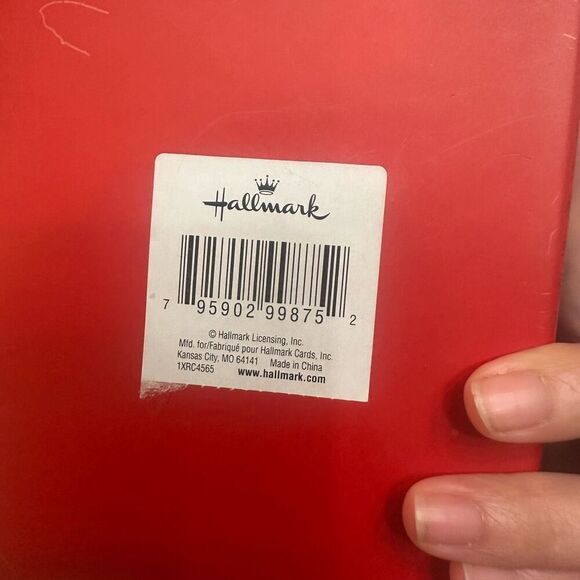 Hallmark
7 95902 99875 2
© Hallmark Licensing, Inc.
Mfd. for/Fabriqué pour Hallmark Cards, Inc.
Kansas City, MO 64141 Made in China
1XRC4565 www.hallmark.com